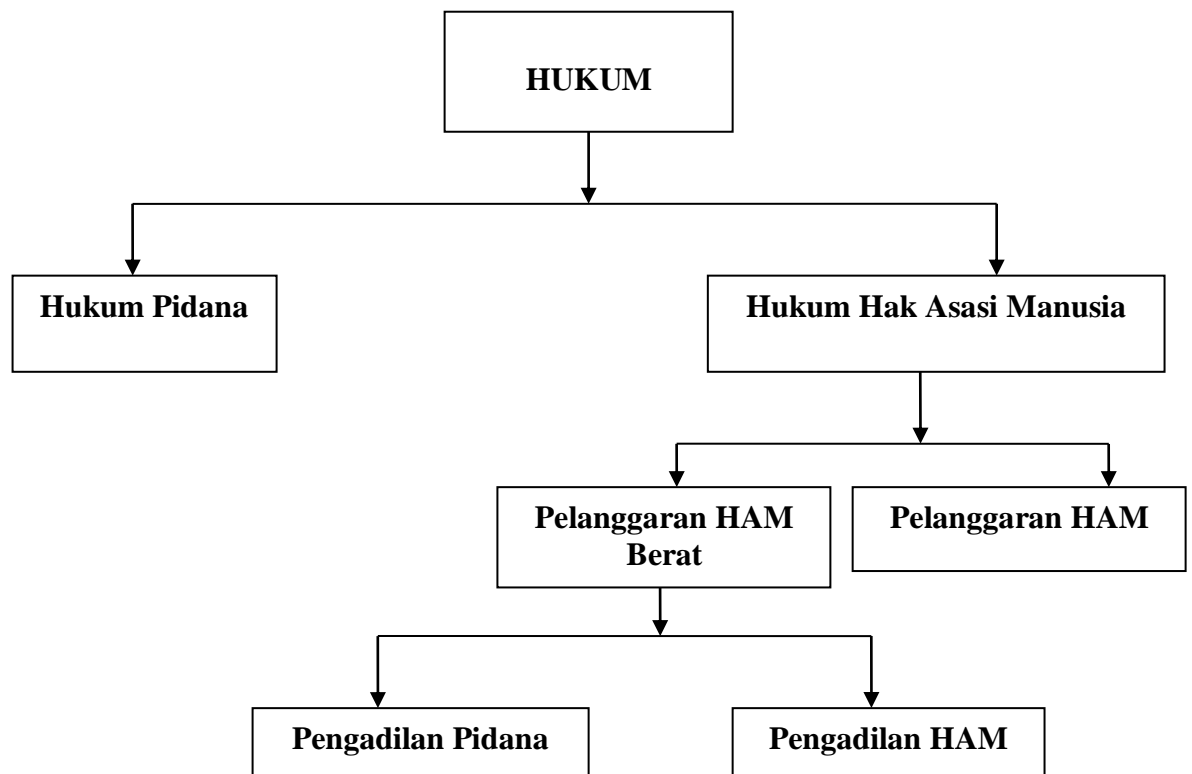 HUKUM
Hukum Pidana
Hukum Hak Asasi Manusia
Pelanggaran HAM
Berat
Pelanggaran HAM
Pengadilan Pidana
Pengadilan HAM